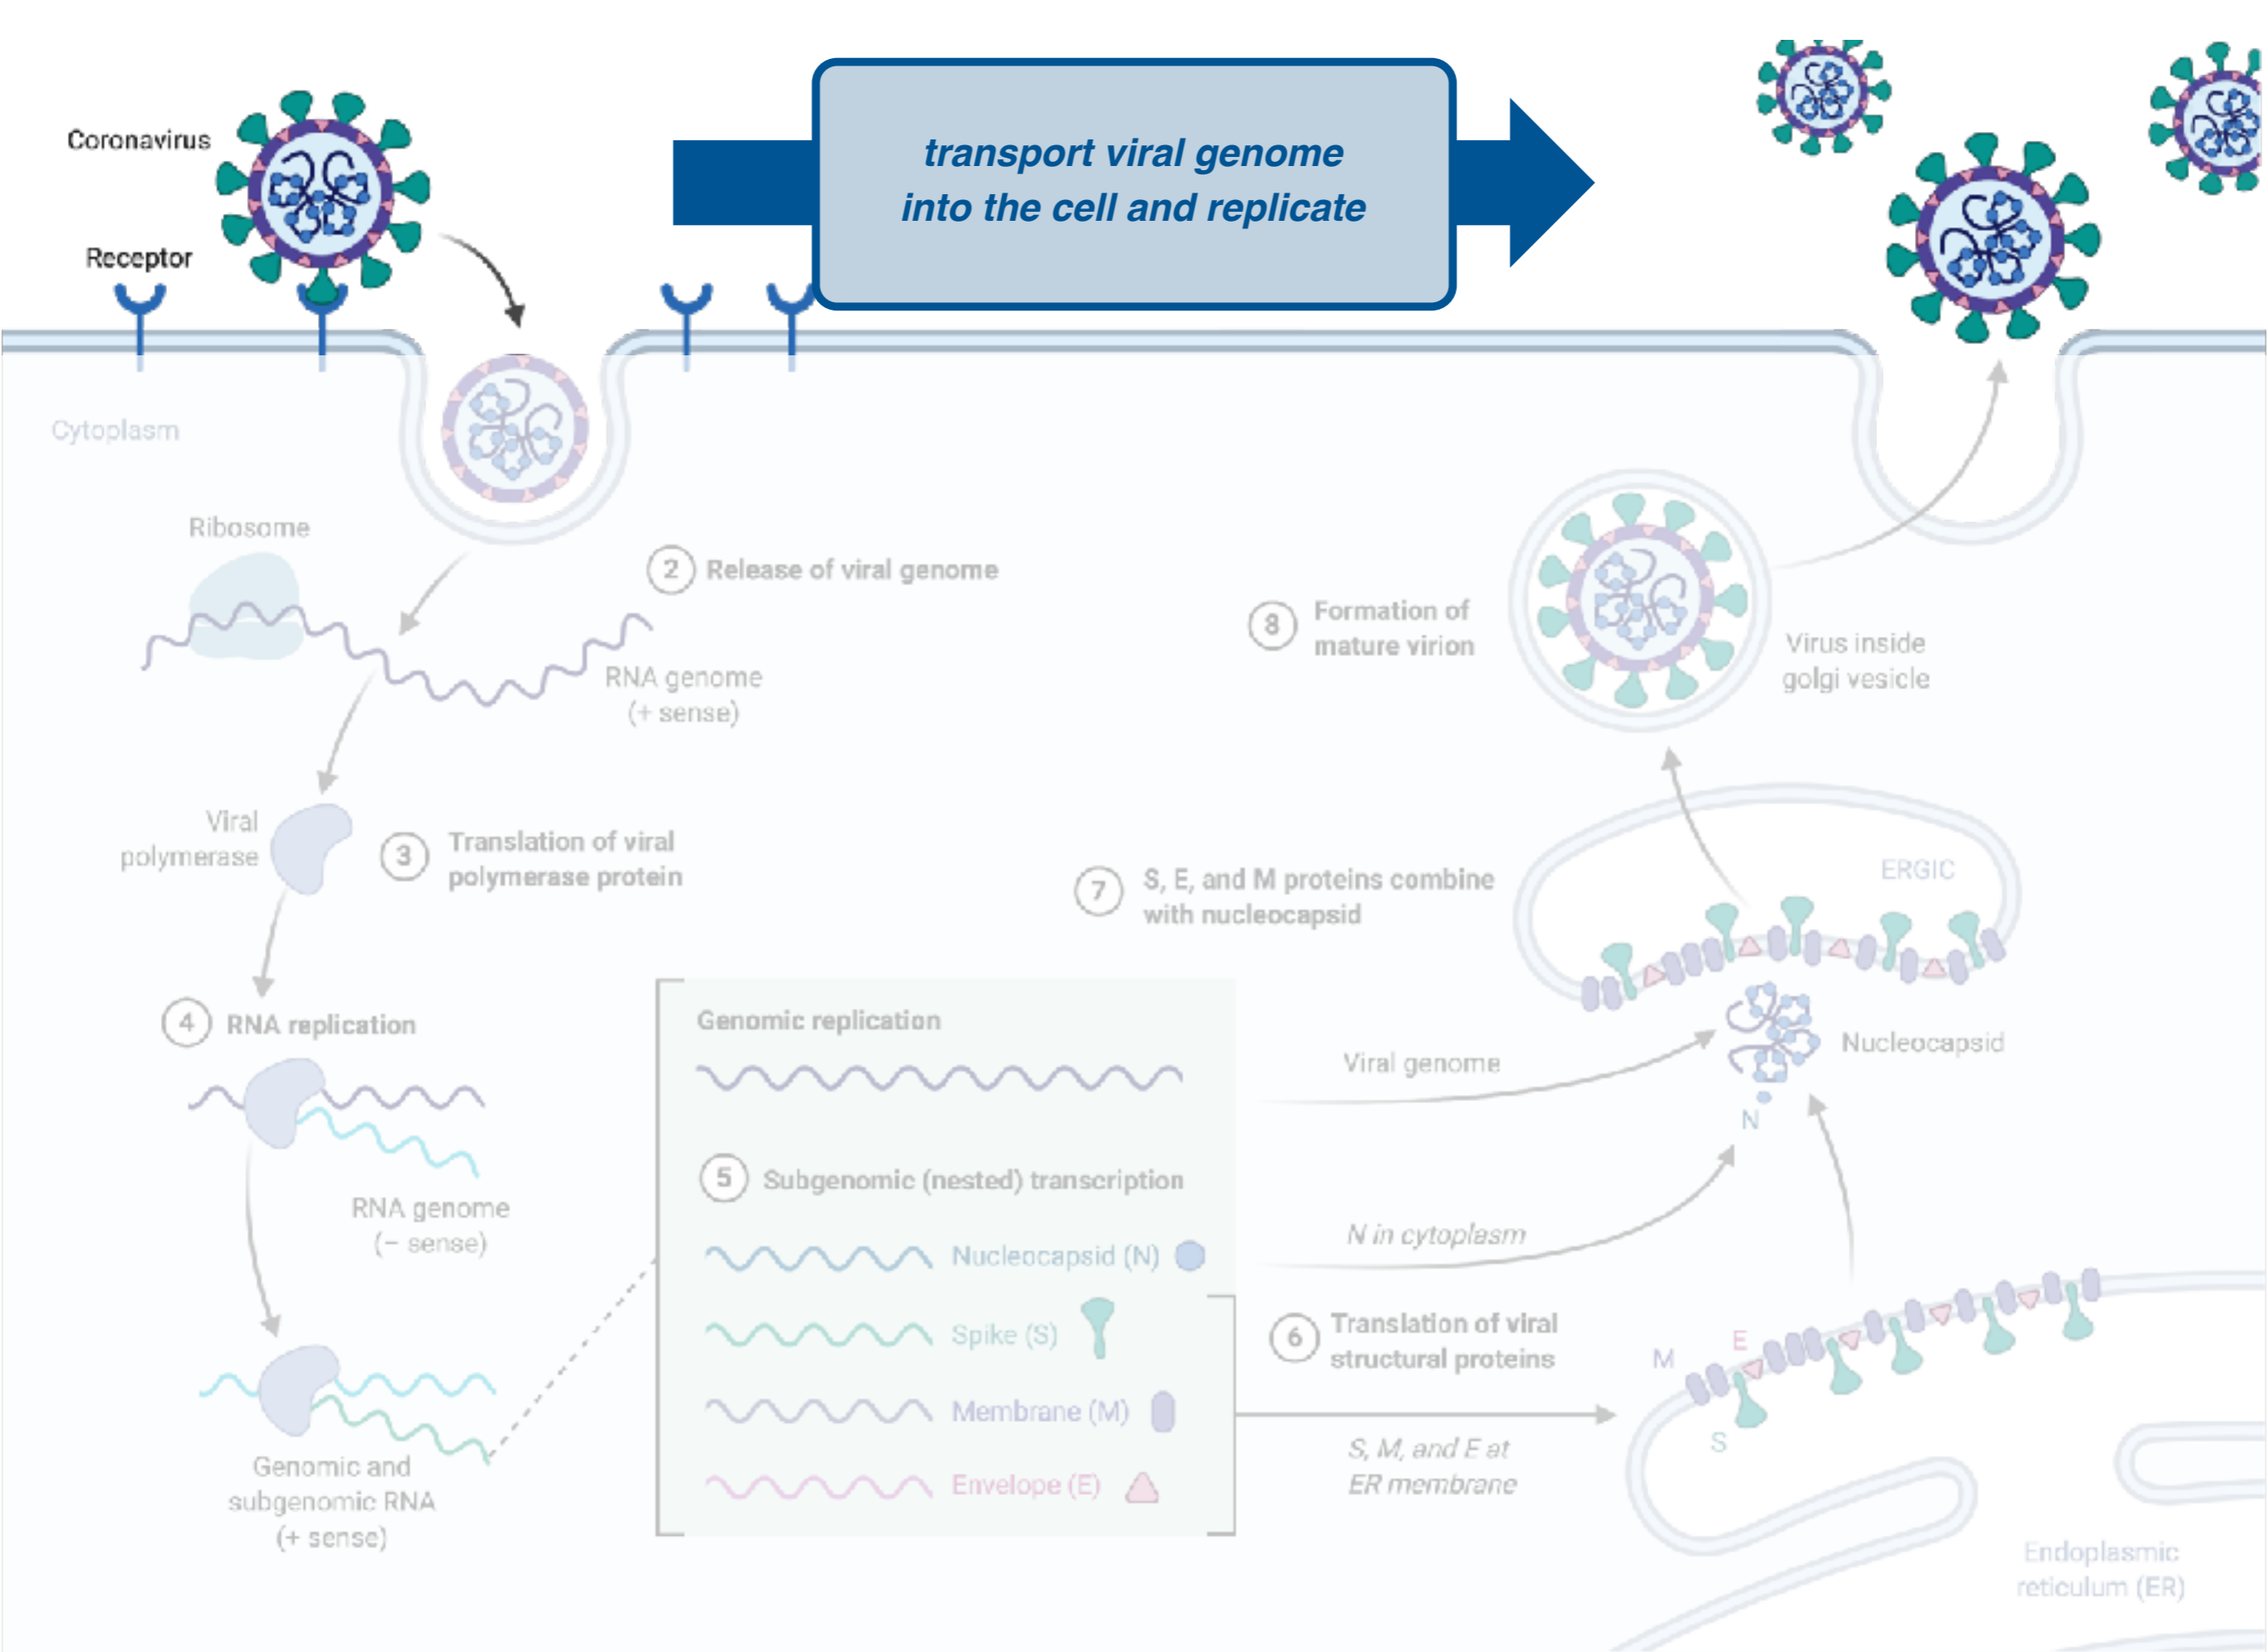 transport viral genome
into the cell and replicate
Coronavirus
Receptor
Cytoplasm
Ribosome
2 Release of viral genome
RNA genome
(+ sense)
Viral
polymerase
3 Translation of viral
polymerase protein
4 RNA replication
RNA genome
(− sense)
Genomic and
subgenomic RNA
(+ sense)
Genomic replication
5 Subgenomic (nested) transcription
Nucleocapsid (N)
Spike (S)
Membrane (M)
Envelope (E)
Viral genome
N in cytoplasm
6 Translation of viral
structural proteins
S, M, and E at
ER membrane
M
E
S
Endoplasmic
reticulum (ER)
N
Nucleocapsid
7 S, E, and M proteins combine
with nucleocapsid
ERGIC
8 Formation of
mature virion
Virus inside
golgi vesicle